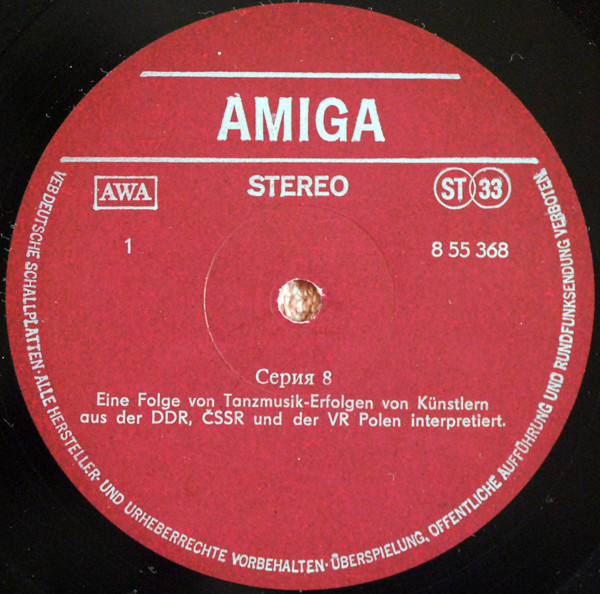 AMIGA
AWA
STEREO
ST 33
1
8 55 368
Серия 8
Eine Folge von Tanzmusik-Erfolgen von Künstlern
aus der DDR, ČSSR und der VR Polen interpretiert.
VEB DEUTSCHE SCHALLPLATTEN · ALLE HERSTELLER- UND URHEBERRECHTE VORBEHALTEN · ÜBERSPIELUNG, ÖFFENTLICHE AUFFÜHRUNG UND RUNDFUNKSENDUNG VERBOTEN